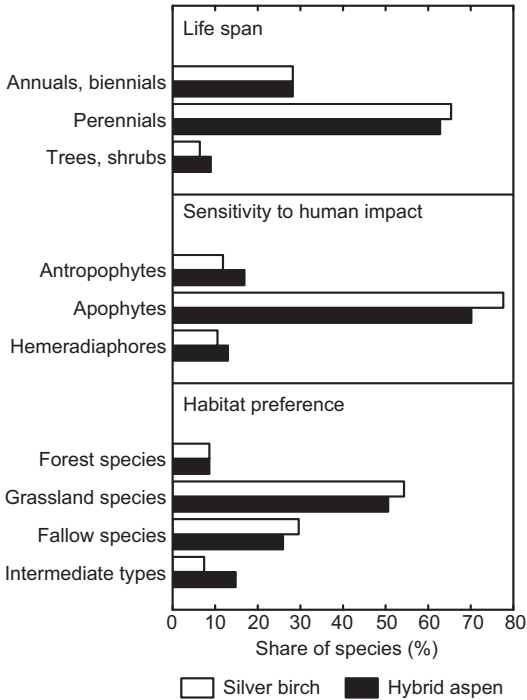 Life span
Annuals, biennials
Perennials
Trees, shrubs
Sensitivity to human impact
Antropophytes
Apophytes
Hemeradiaphores
Habitat preference
Forest species
Grassland species
Fallow species
Intermediate types
0 10 20 30 40 50 60 70 80
Share of species (%)
Silver birch Hybrid aspen